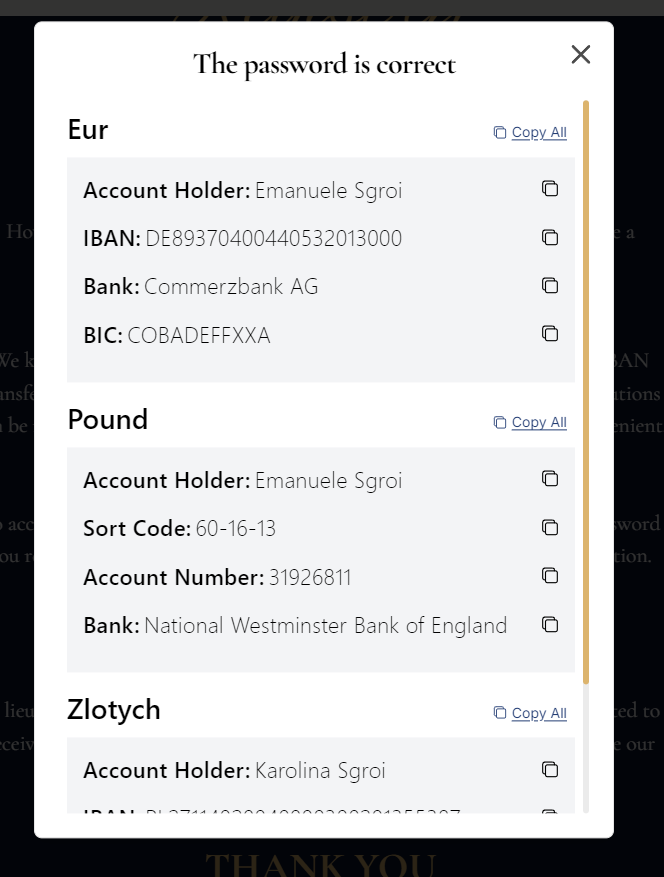 The password is correct
Eur
Copy All
Account Holder: Emanuele Sgroi
IBAN: DE89370400440532013000
Bank: Commerzbank AG
BIC: COBADEFFXXA
Pound
Copy All
Account Holder: Emanuele Sgroi
Sort Code: 60-16-13
Account Number: 31926811
Bank: National Westminster Bank of England
Zlotych
Copy All
Account Holder: Karolina Sgroi
IBAN:
THANK YOU